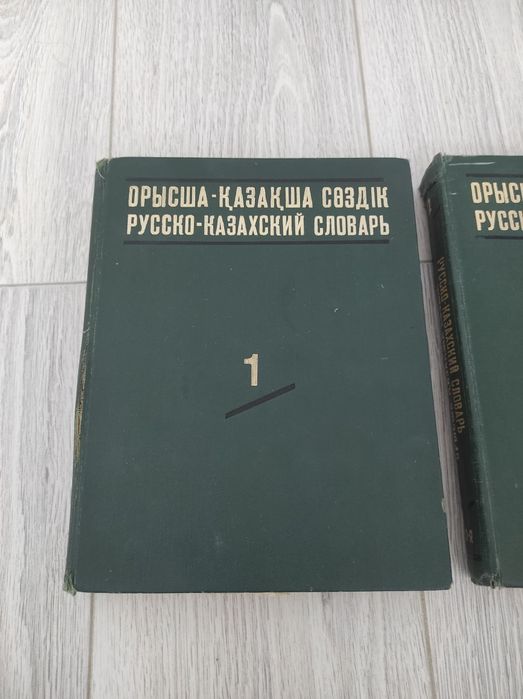 ОРЫСША-ҚАЗАҚША СӨЗДІК
РУССКО-КАЗАХСКИЙ СЛОВАРЬ
1
РУССКО-КАЗАХСКИЙ СЛОВАРЬ